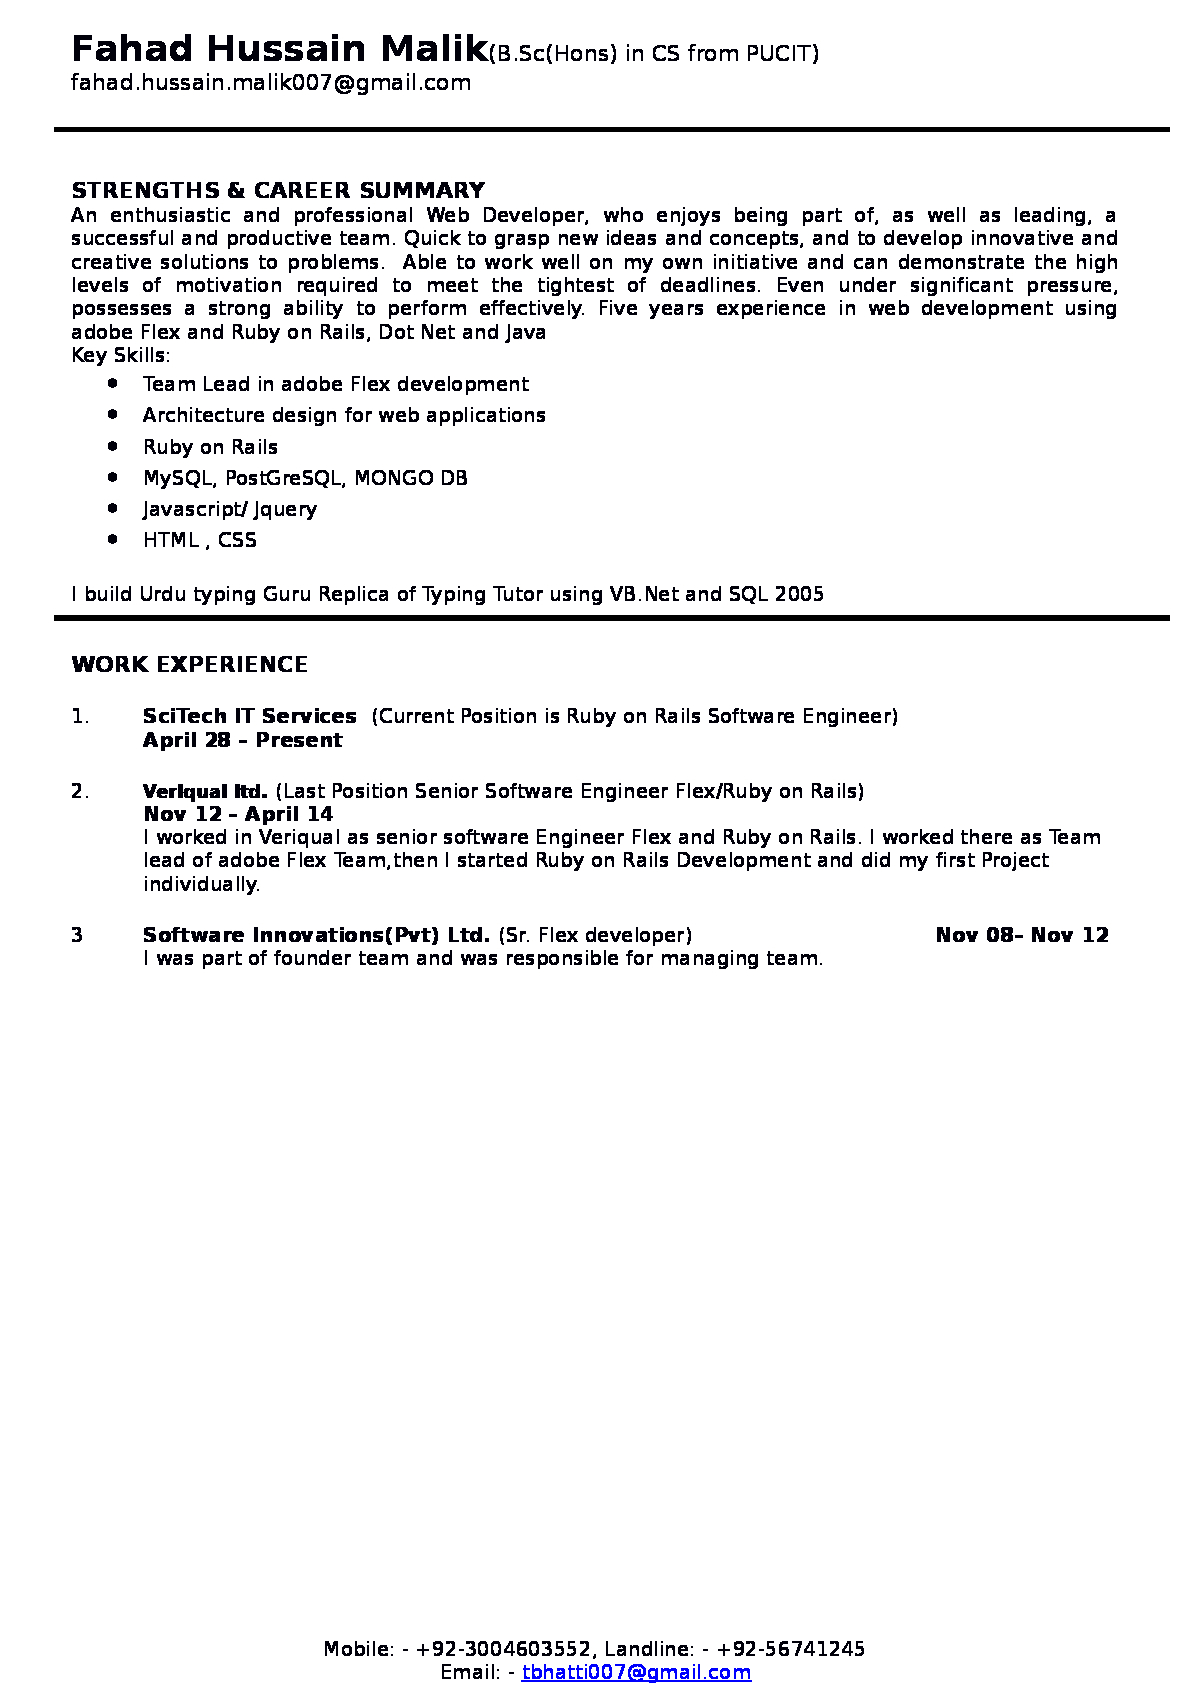 Fahad Hussain Malik(B.Sc(Hons) in CS from PUCIT)
fahad.hussain.malik007@gmail.com
STRENGTHS & CAREER SUMMARY
An enthusiastic and professional Web Developer, who enjoys being part of, as well as leading, a
successful and productive team. Quick to grasp new ideas and concepts, and to develop innovative and
creative solutions to problems. Able to work well on my own initiative and can demonstrate the high
levels of motivation required to meet the tightest of deadlines. Even under significant pressure,
possesses a strong ability to perform effectively. Five years experience in web development using
adobe Flex and Ruby on Rails, Dot Net and Java
Key Skills:
● Team Lead in adobe Flex development
● Architecture design for web applications
● Ruby on Rails
● MySQL, PostGreSQL, MONGO DB
● Javascript/ Jquery
● HTML , CSS
I build Urdu typing Guru Replica of Typing Tutor using VB.Net and SQL 2005
WORK EXPERIENCE
1. SciTech IT Services (Current Position is Ruby on Rails Software Engineer)
April 28 – Present
2. Veriqual ltd. (Last Position Senior Software Engineer Flex/Ruby on Rails)
Nov 12 – April 14
I worked in Veriqual as senior software Engineer Flex and Ruby on Rails. I worked there as Team
lead of adobe Flex Team,then I started Ruby on Rails Development and did my first Project
individually.
3 Software Innovations(Pvt) Ltd. (Sr. Flex developer) Nov 08– Nov 12
I was part of founder team and was responsible for managing team.
Mobile: - +92-3004603552, Landline: - +92-56741245
Email: - tbhatti007@gmail.com